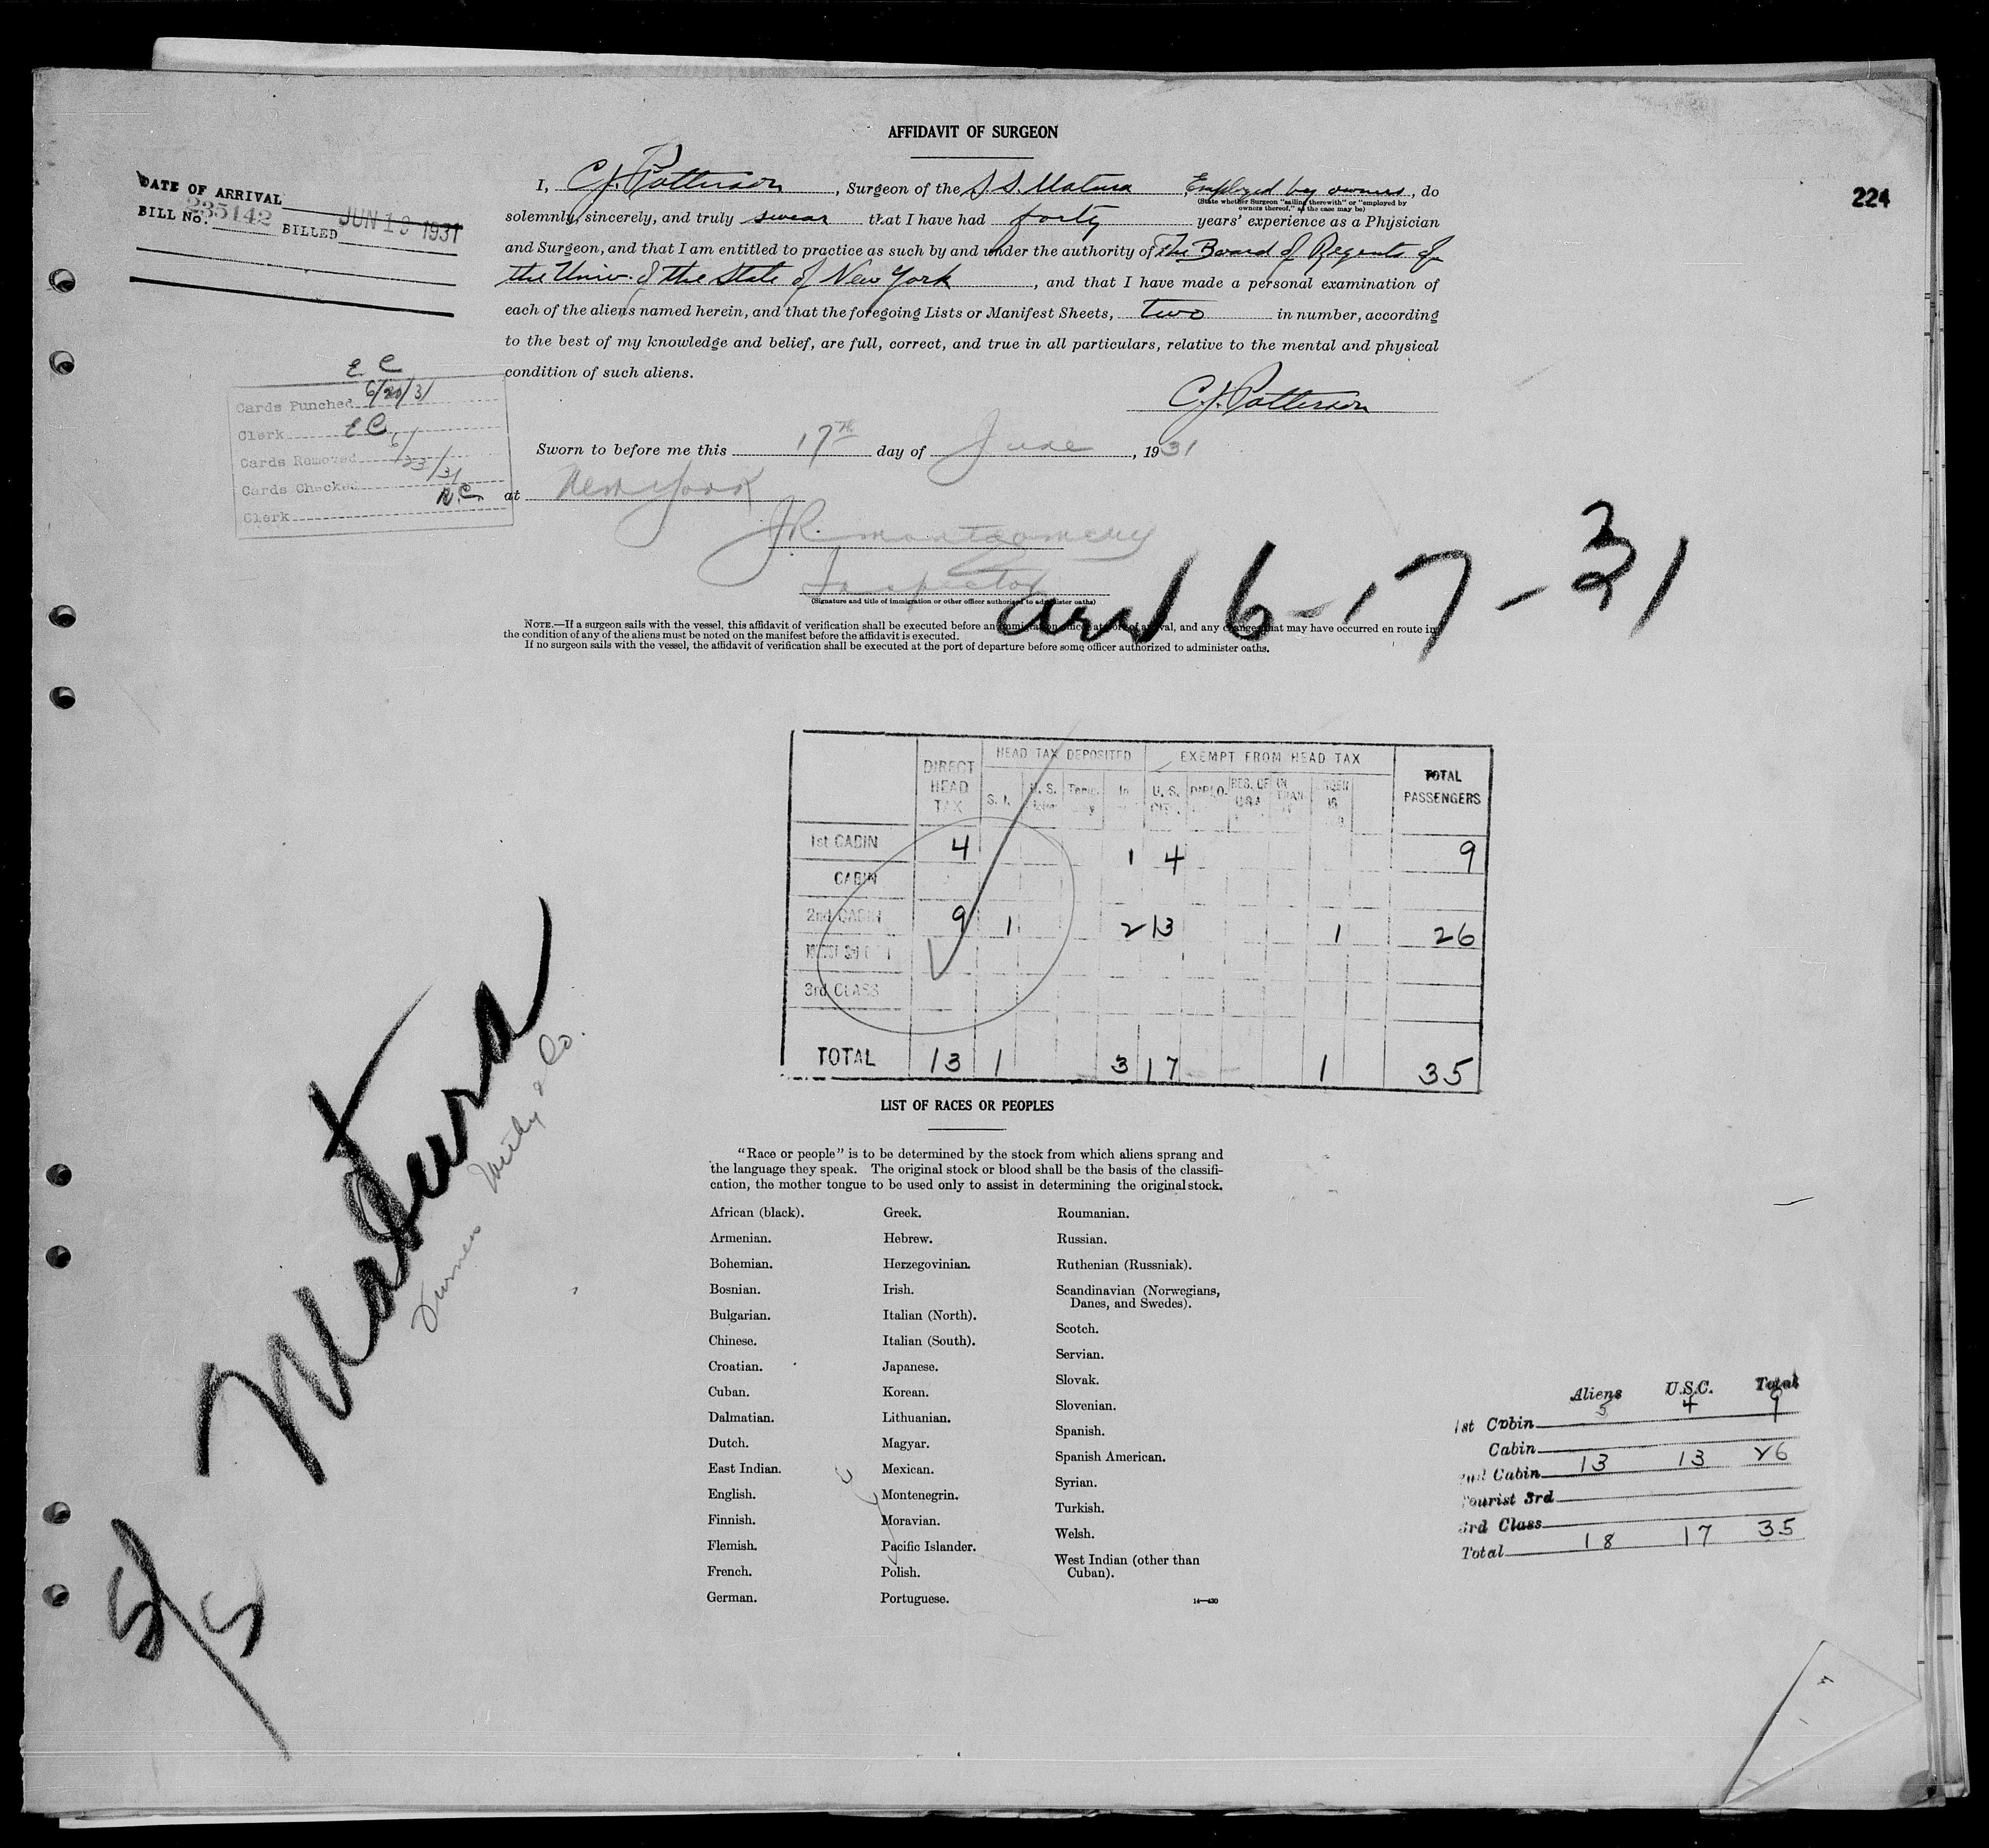 AFFIDAVIT OF SURGEON
224
DATE OF ARRIVAL
BILL No. 235142 BILLED JUN 19 1931
I, C.J. Patterson, Surgeon of the S S. Matura, Employed by owners, do
(State whether Surgeon "sailing therewith" or "employed by
owners thereof," as the case may be)
solemnly, sincerely, and truly swear that I have had forty years' experience as a Physician
and Surgeon, and that I am entitled to practice as such by and under the authority of The Board of Regents of
the Univ. of the State of New York, and that I have made a personal examination of
each of the aliens named herein, and that the foregoing Lists or Manifest Sheets, two in number, according
to the best of my knowledge and belief, are full, correct, and true in all particulars, relative to the mental and physical
condition of such aliens.
C.J. Patterson
E C
Cards Punched 6/20/31
Clerk E C
Cards Removed 6/23/31
Cards Checked
Clerk
Sworn to before me this 17th day of June, 1931
at New York
JR Montgomery
Inspector
(Signature and title of immigration or other officer authorized to administer oaths)
arrd 6-17-31
NOTE.—If a surgeon sails with the vessel, this affidavit of verification shall be executed before an immigration officer at port of arrival, and any changes that may have occurred en route in
the condition of any of the aliens must be noted on the manifest before the affidavit is executed.
If no surgeon sails with the vessel, the affidavit of verification shall be executed at the port of departure before some officer authorized to administer oaths.
DIRECT HEAD TAX HEAD TAX DEPOSITED EXEMPT FROM HEAD TAX TOTAL PASSENGERS
S. I. U. S. In U. S. DIPLO. RES. OF
1st CABIN 4 1 4 9
CABIN
2nd CABIN 9 1 2 13 1 26
3rd CLASS
TOTAL 13 1 3 17 1 35
Matura
Furness Withy & Co.
5/5
LIST OF RACES OR PEOPLES
"Race or people" is to be determined by the stock from which aliens sprang and
the language they speak. The original stock or blood shall be the basis of the classifi-
cation, the mother tongue to be used only to assist in determining the original stock.
African (black).
Armenian.
Bohemian.
Bosnian.
Bulgarian.
Chinese.
Croatian.
Cuban.
Dalmatian.
Dutch.
East Indian.
English.
Finnish.
Flemish.
French.
German.
Greek.
Hebrew.
Herzegovinian.
Irish.
Italian (North).
Italian (South).
Japanese.
Korean.
Lithuanian.
Magyar.
Mexican.
Montenegrin.
Moravian.
Pacific Islander.
Polish.
Portuguese.
Roumanian.
Russian.
Ruthenian (Russniak).
Scandinavian (Norwegians,
Danes, and Swedes).
Scotch.
Servian.
Slovak.
Slovenian.
Spanish.
Spanish American.
Syrian.
Turkish.
Welsh.
West Indian (other than
Cuban).
14—430
Aliens U.S.C. Total
1st Cabin 5 4 9
Cabin
2nd Cabin 13 13 26
Tourist 3rd
3rd Class
Total 18 17 35